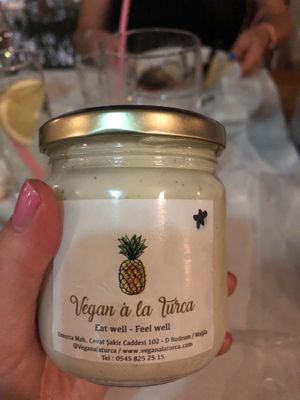 Vegan à la Turca
Eat well - Feel well
Umurca Mah. Cevat Şakir Caddesi 102 - D Bodrum / Muğla
@Veganalaturca / www.veganalaturca.com
Tel : 0545 825 25 15